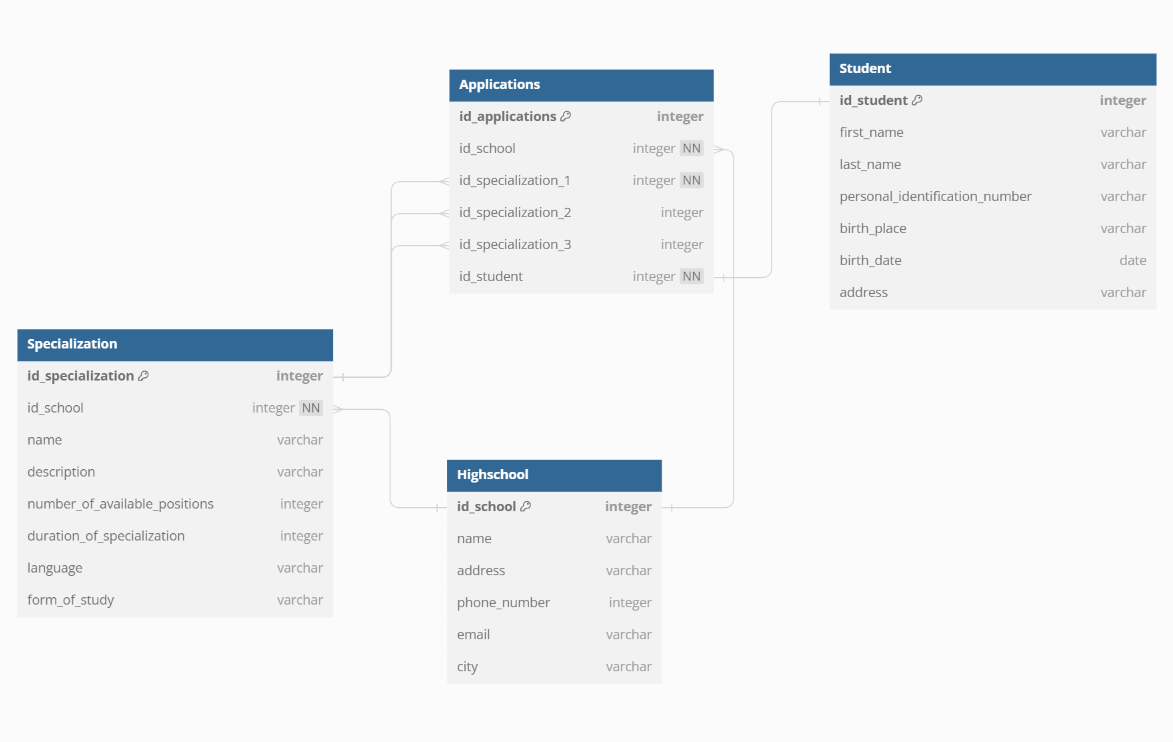 Applications
id_applications integer
id_school integer NN
id_specialization_1 integer NN
id_specialization_2 integer
id_specialization_3 integer
id_student integer NN
Student
id_student integer
first_name varchar
last_name varchar
personal_identification_number varchar
birth_place varchar
birth_date date
address varchar
Specialization
id_specialization integer
id_school integer NN
name varchar
description varchar
number_of_available_positions integer
duration_of_specialization integer
language varchar
form_of_study varchar
Highschool
id_school integer
name varchar
address varchar
phone_number integer
email varchar
city varchar